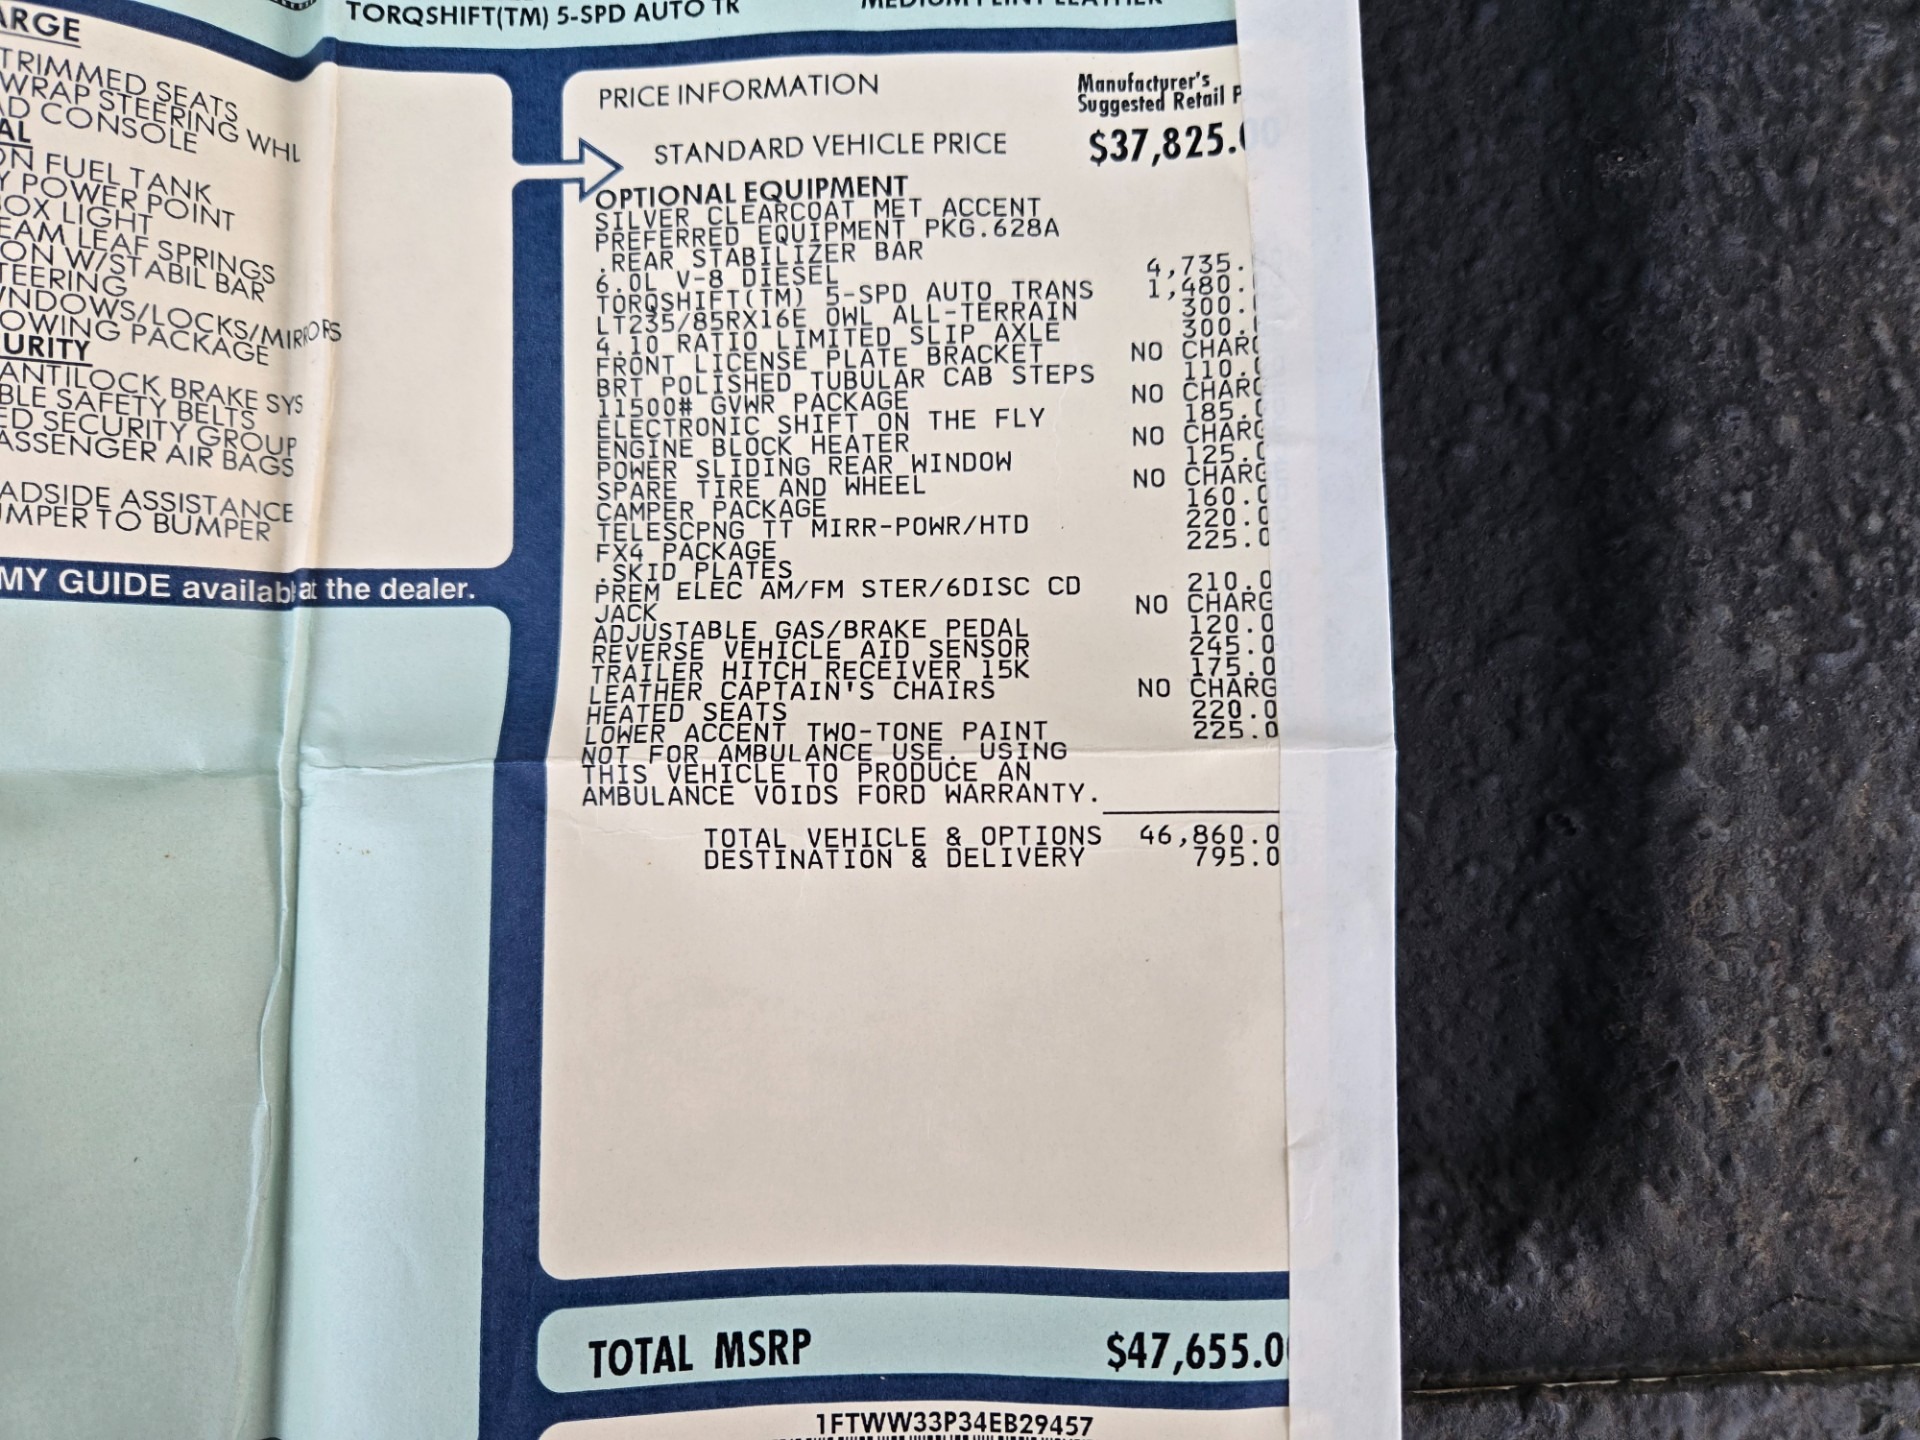 TORQSHIFT(TM) 5-SPD AUTO TR
MEDIUM FLINT LEATHER
ARGE
TRIMMED SEATS
WRAP STEERING WHL
AD CONSOLE
AL
ON FUEL TANK
Y POWER POINT
BOX LIGHT
EAM LEAF SPRINGS
ON W/STABIL BAR
TEERING
WINDOWS/LOCKS/MIRRORS
OWING PACKAGE
URITY
ANTILOCK BRAKE SYS
BLE SAFETY BELTS
ED SECURITY GROUP
ASSENGER AIR BAGS
ADSIDE ASSISTANCE
UMPER TO BUMPER
MY GUIDE available at the dealer.
PRICE INFORMATION
Manufacturer's
Suggested Retail P
STANDARD VEHICLE PRICE $37,825.00
OPTIONAL EQUIPMENT
SILVER CLEARCOAT MET ACCENT
PREFERRED EQUIPMENT PKG.628A
.REAR STABILIZER BAR
6.0L V-8 DIESEL 4,735.
TORQSHIFT(TM) 5-SPD AUTO TRANS 1,480.
LT235/85RX16E OWL ALL-TERRAIN 300.
4.10 RATIO LIMITED SLIP AXLE 300.
FRONT LICENSE PLATE BRACKET NO CHARG
BRT POLISHED TUBULAR CAB STEPS 110.0
11500# GVWR PACKAGE NO CHARG
ELECTRONIC SHIFT ON THE FLY 185.0
ENGINE BLOCK HEATER NO CHARG
POWER SLIDING REAR WINDOW 125.0
SPARE TIRE AND WHEEL NO CHARG
CAMPER PACKAGE 160.0
TELESCPNG TT MIRR-POWR/HTD 220.0
FX4 PACKAGE 225.0
.SKID PLATES
PREM ELEC AM/FM STER/6DISC CD 210.0
JACK NO CHARG
ADJUSTABLE GAS/BRAKE PEDAL 120.0
REVERSE VEHICLE AID SENSOR 245.0
TRAILER HITCH RECEIVER 15K 175.0
LEATHER CAPTAIN'S CHAIRS NO CHARG
HEATED SEATS 220.0
LOWER ACCENT TWO-TONE PAINT 225.0
NOT FOR AMBULANCE USE. USING
THIS VEHICLE TO PRODUCE AN
AMBULANCE VOIDS FORD WARRANTY.
TOTAL VEHICLE & OPTIONS 46,860.0
DESTINATION & DELIVERY 795.0
TOTAL MSRP $47,655.0
1FTWW33P34EB29457